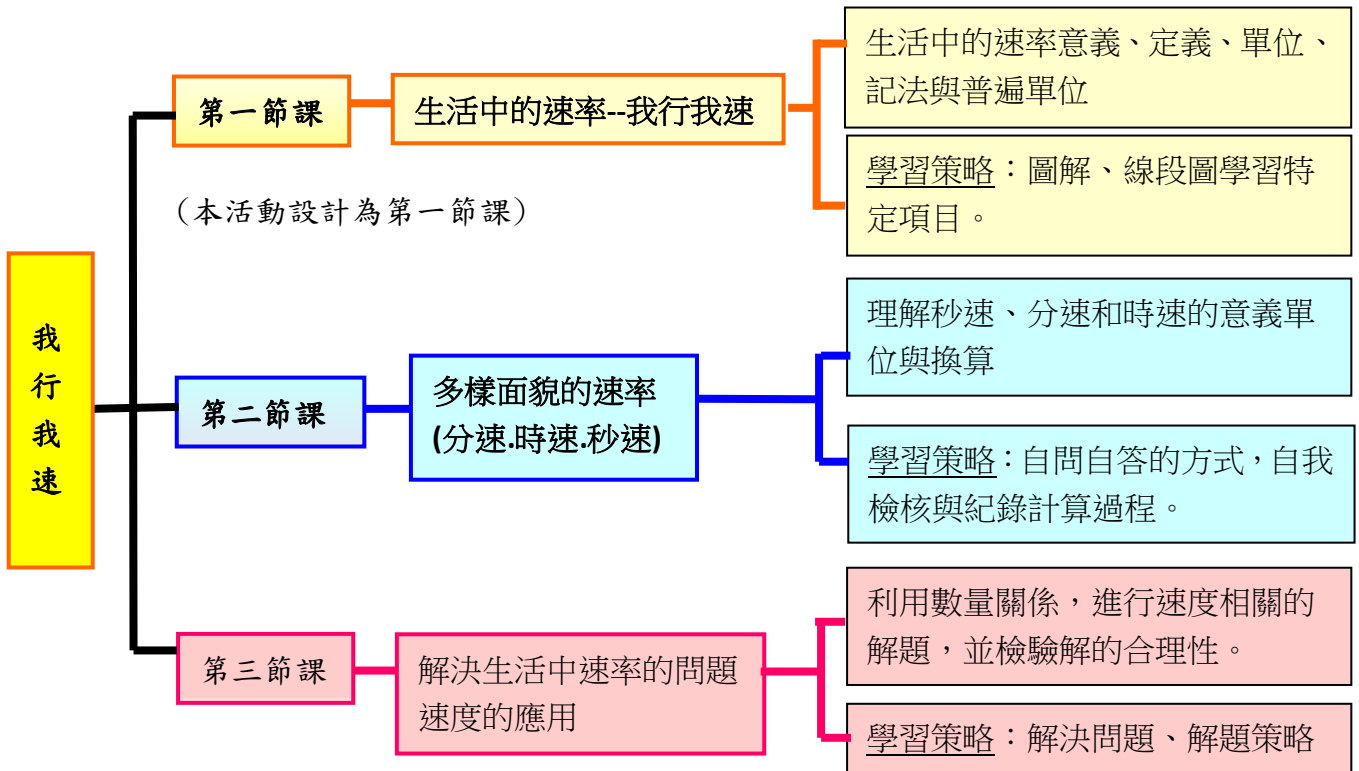 我
行
我
速
第一節課
生活中的速率--我行我速
生活中的速率意義、定義、單位、
記法與普遍單位
學習策略：圖解、線段圖學習特
定項目。
（本活動設計為第一節課）
第二節課
多樣面貌的速率
(分速.時速.秒速)
理解秒速、分速和時速的意義單
位與換算
學習策略：自問自答的方式，自我
檢核與紀錄計算過程。
第三節課
解決生活中速率的問題
速度的應用
利用數量關係，進行速度相關的
解題，並檢驗解的合理性。
學習策略：解決問題、解題策略